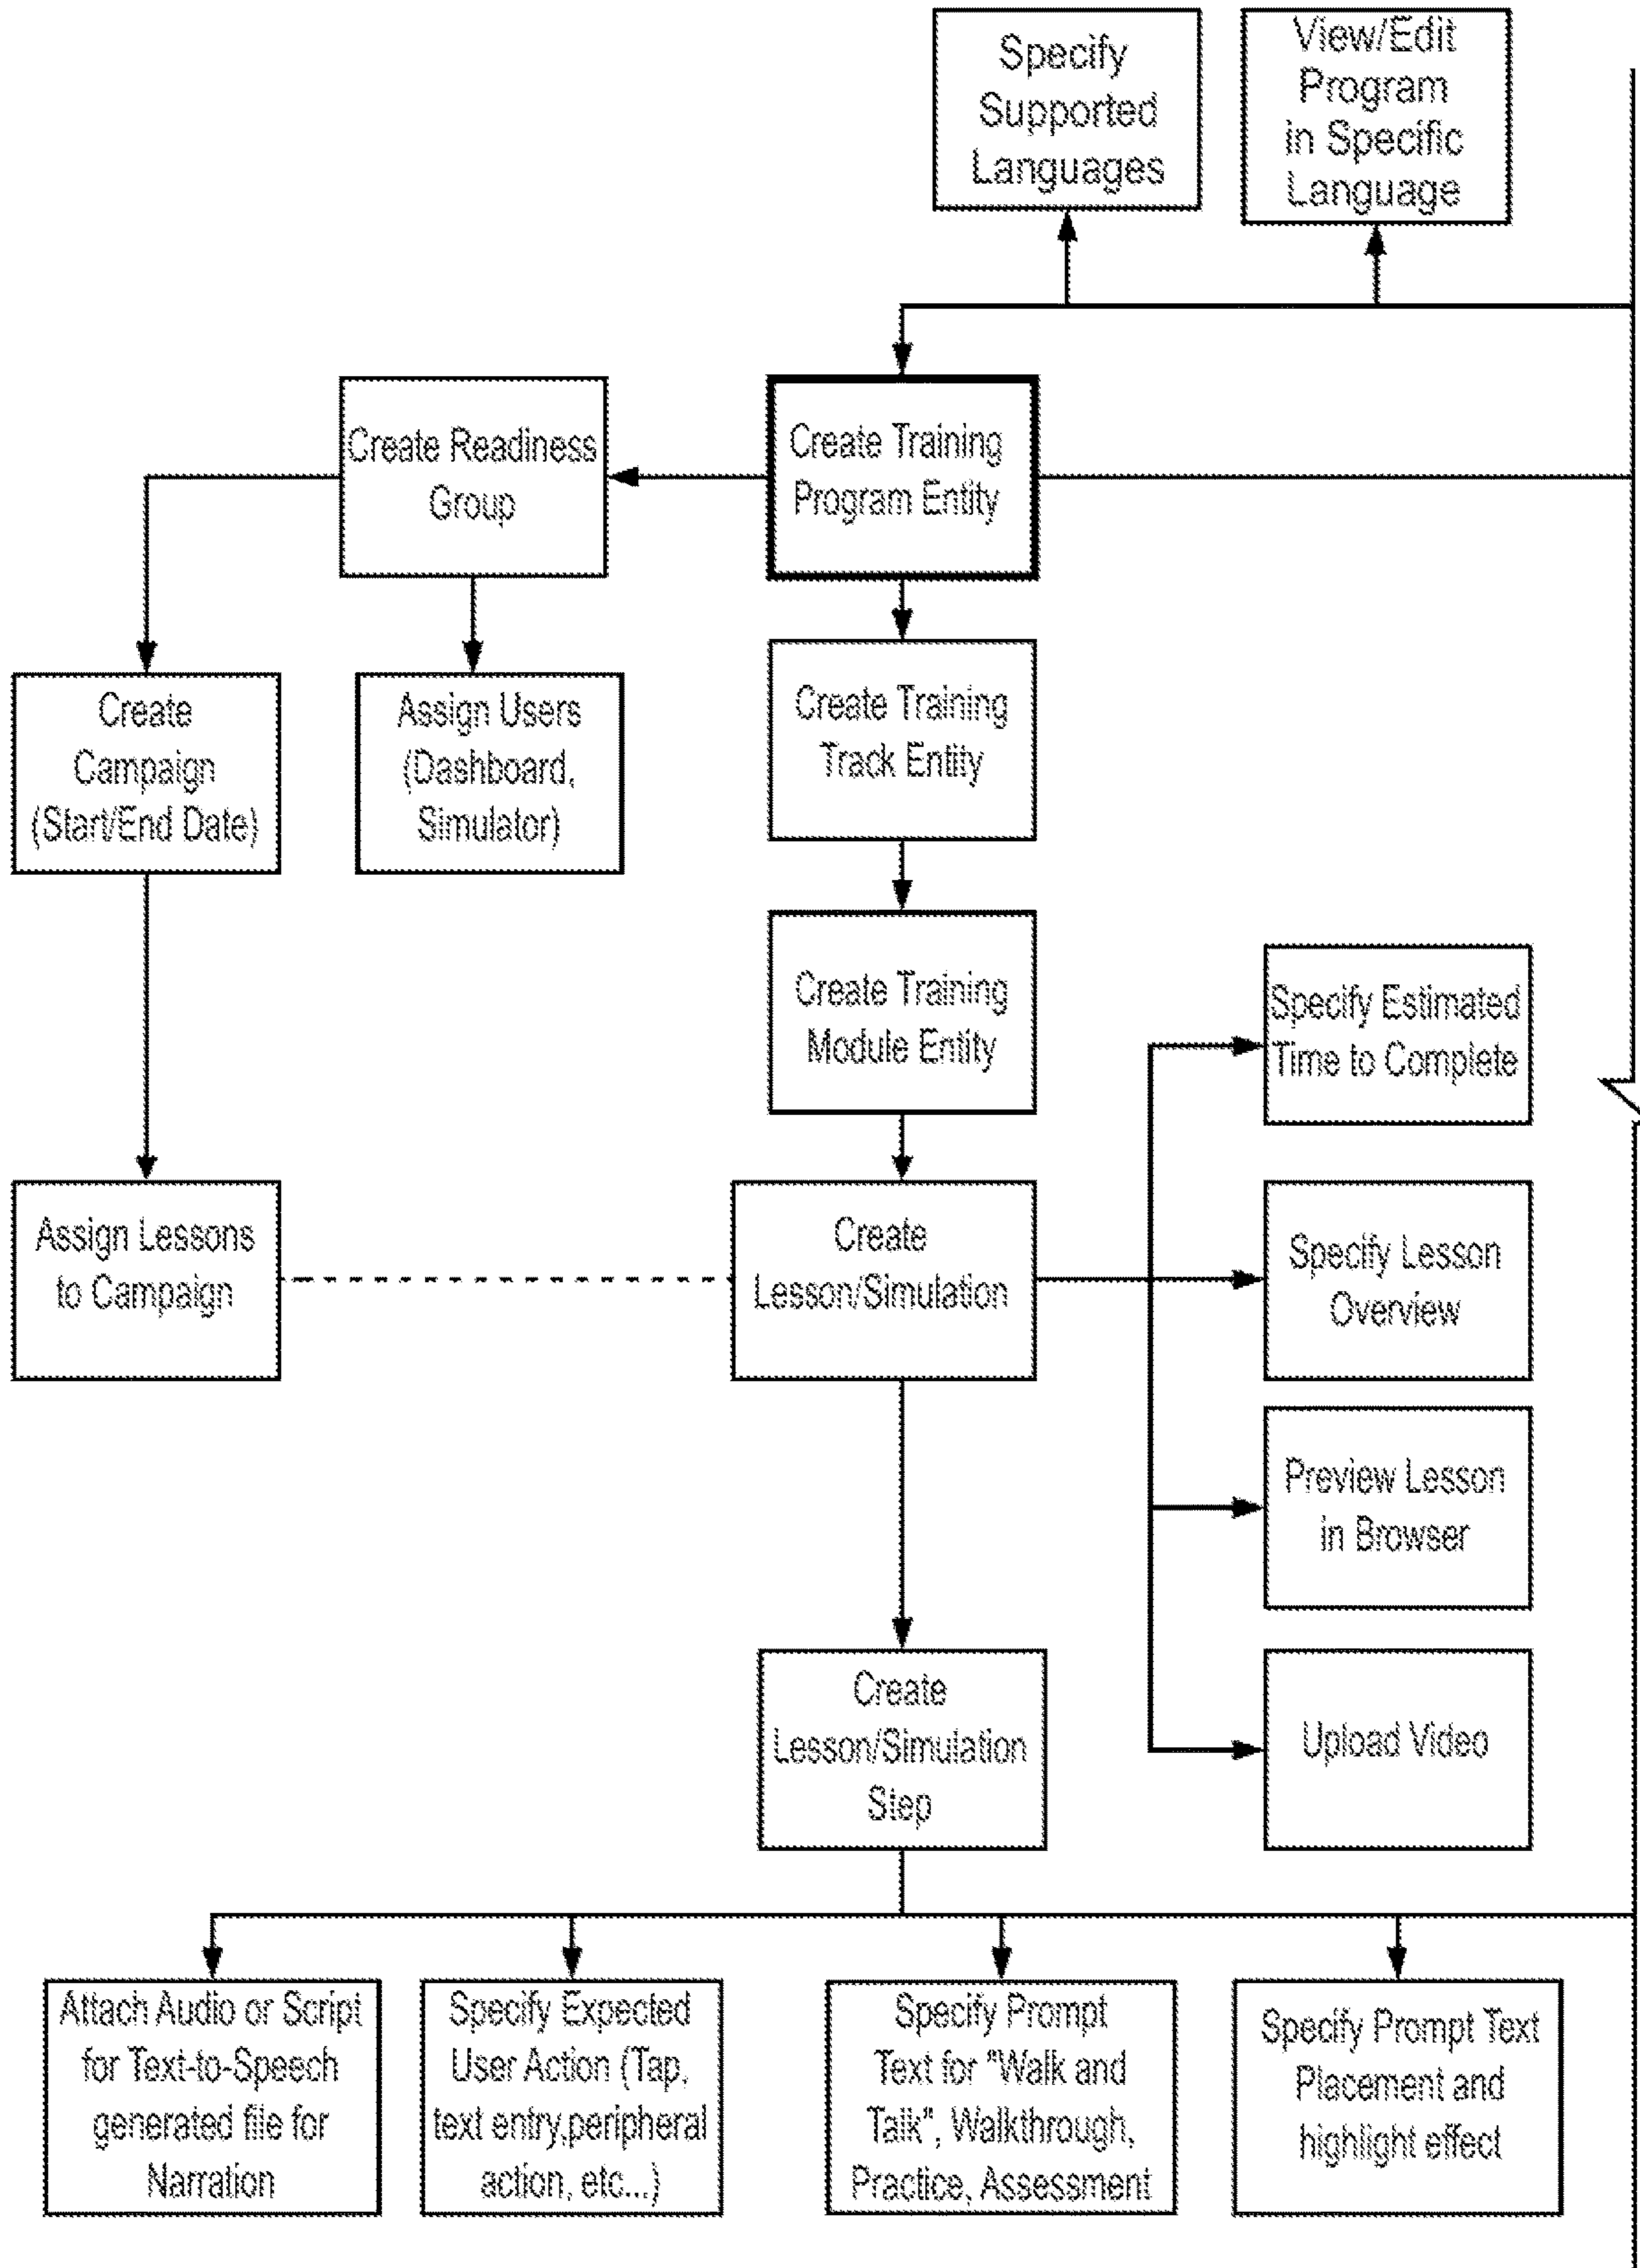 Specify
Supported
Languages
View/Edit
Program
in Specific
Language
Create Readiness
Group
Create Training
Program Entity
Create
Campaign
(Start/End Date)
Assign Users
(Dashboard,
Simulator)
Create Training
Track Entity
Create Training
Module Entity
Specify Estimated
Time to Complete
Assign Lessons
to Campaign
Create
Lesson/Simulation
Specify Lesson
Overview
Preview Lesson
in Browser
Create
Lesson/Simulation
Step
Upload Video
Attach Audio or Script
for Text-to-Speech
generated file for
Narration
Specify Expected
User Action (Tap,
text entry,peripheral
action, etc...)
Specify Prompt
Text for "Walk and
Talk", Walkthrough,
Practice, Assessment
Specify Prompt Text
Placement and
highlight effect